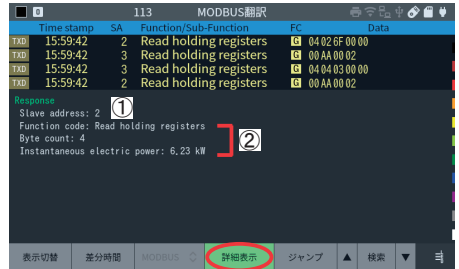 0 113 MODBUS翻訳
Time stamp SA Function/Sub-Function FC Data
TXD 15:59:42 2 Read holding registers G 04 02 6F 00 00
TXD 15:59:42 3 Read holding registers G 00 AA 00 02
TXD 15:59:42 3 Read holding registers G 04 04 03 00 00
TXD 15:59:42 2 Read holding registers G 00 AA 00 02
Response
Slave address: 2 ①
Function code: Read holding registers
Byte count: 4 ②
Instantaneous electric power: 6.23 kW
表示切替 差分時間 MODBUS 詳細表示 ジャンプ ▲ 検索 ▼